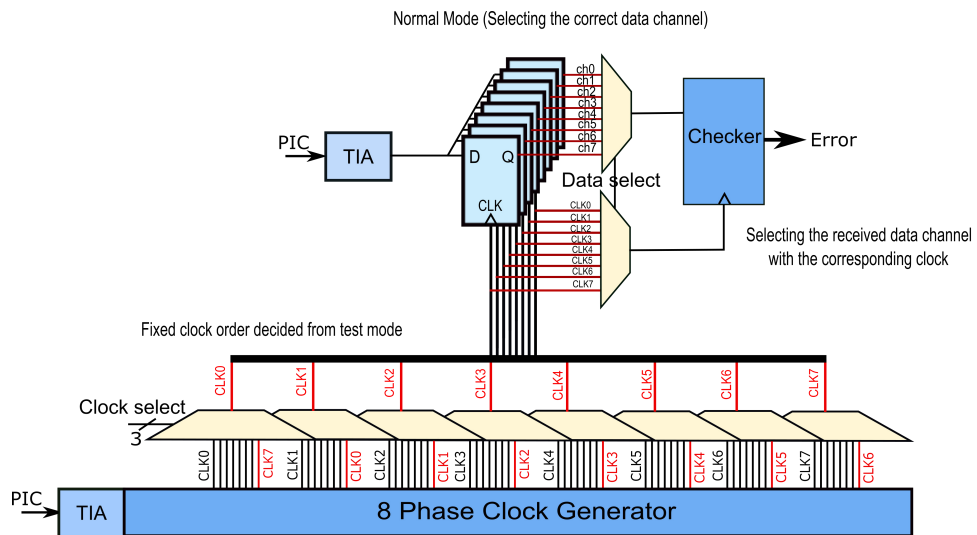 Normal Mode (Selecting the correct data channel)
ch0
ch1
ch2
ch3
ch4
ch5
ch6
ch7
PIC
TIA
D Q
CLK
Data select
Checker
Error
CLK0
CLK1
CLK2
CLK3
CLK4
CLK5
CLK6
CLK7
Selecting the received data channel
with the corresponding clock
Fixed clock order decided from test mode
CLK0
CLK1
CLK2
CLK3
CLK4
CLK5
CLK6
CLK7
Clock select
3
CLK0
CLK7
CLK1
CLK0
CLK2
CLK1
CLK3
CLK2
CLK4
CLK3
CLK5
CLK4
CLK6
CLK5
CLK7
CLK6
PIC
TIA
8 Phase Clock Generator